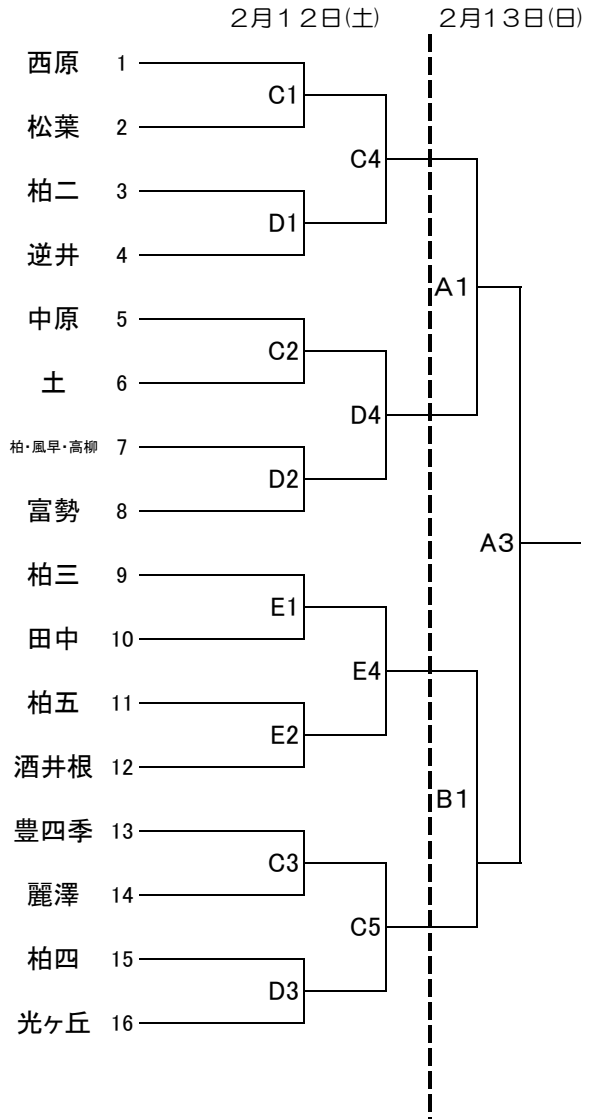 ２月１２日(土) ２月１３日(日)
西原 1
C1
松葉 2
C4
柏二 3
D1
逆井 4
A1
中原 5
C2
土 6
D4
柏・風早・高柳 7
D2
富勢 8
A3
柏三 9
E1
田中 10
E4
柏五 11
E2
酒井根 12
B1
豊四季 13
C3
麗澤 14
C5
柏四 15
D3
光ヶ丘 16